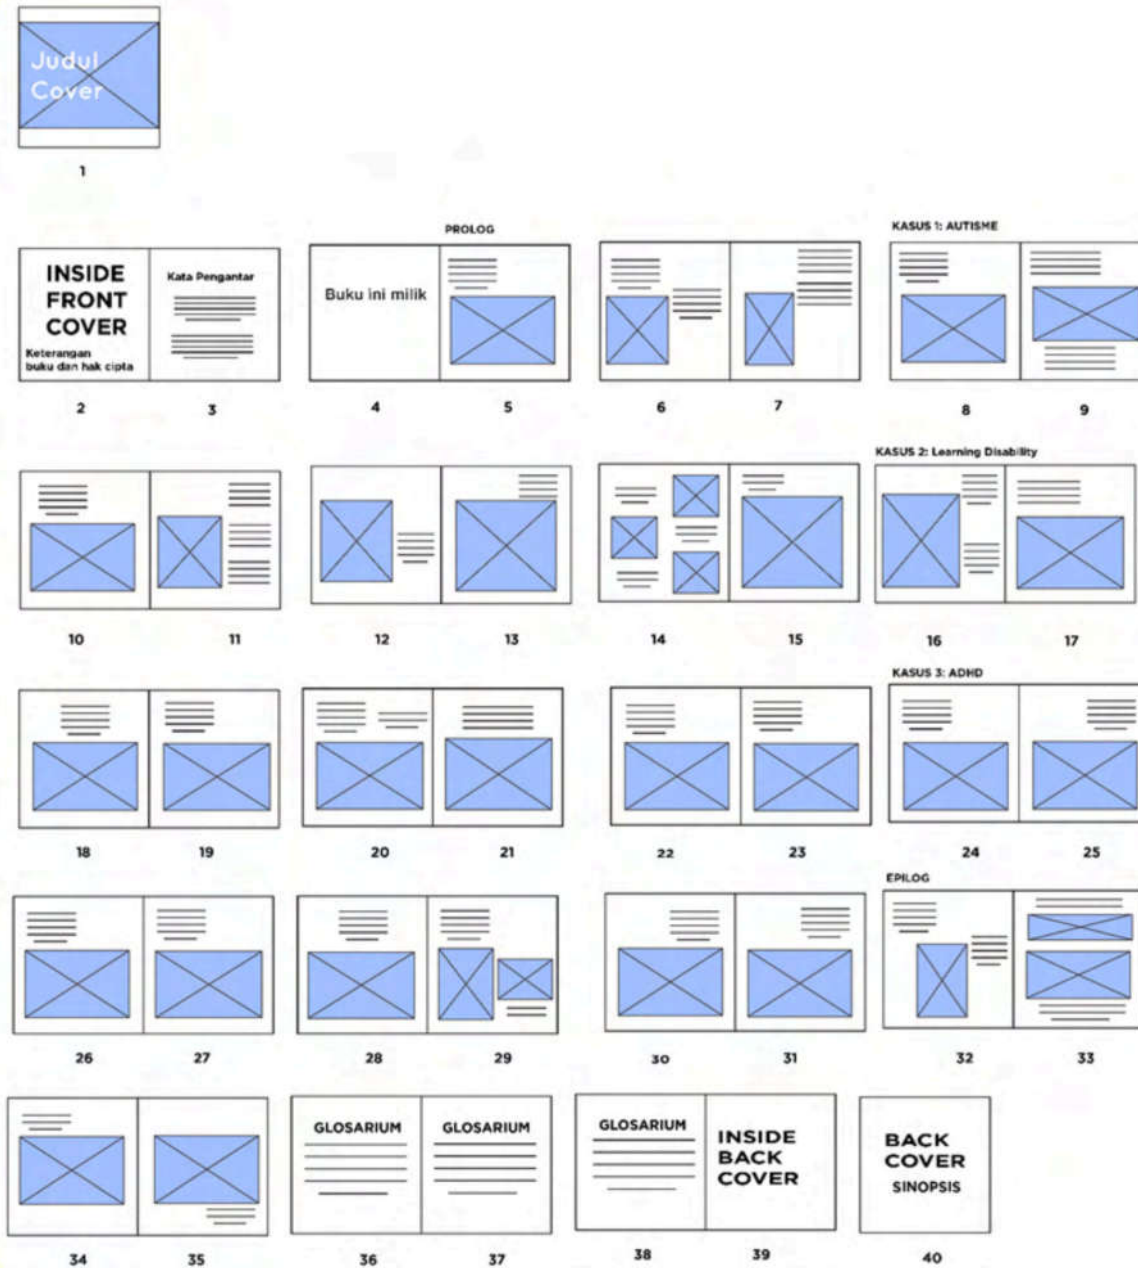 Judul
Cover
1
PROLOG
KASUS 1: AUTISME
INSIDE
FRONT
COVER
Keterangan
buku dan hak cipta
Kata Pengantar
Buku ini milik
2
3
4
5
6
7
8
9
KASUS 2: Learning Disability
10
11
12
13
14
15
16
17
KASUS 3: ADHD
18
19
20
21
22
23
24
25
EPILOG
26
27
28
29
30
31
32
33
GLOSARIUM
GLOSARIUM
GLOSARIUM
INSIDE
BACK
COVER
BACK
COVER
SINOPSIS
34
35
36
37
38
39
40